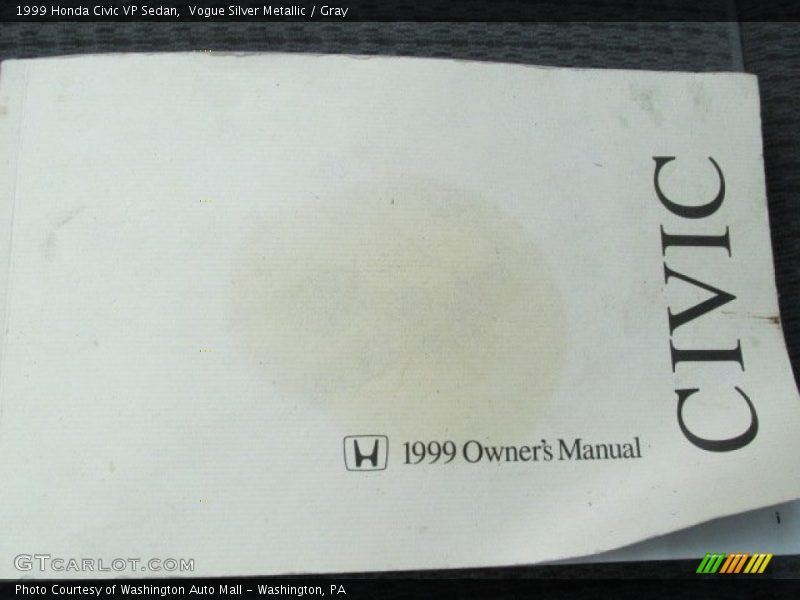 1999 Honda Civic VP Sedan,  Vogue Silver Metallic / Gray
CIVIC
1999 Owner's Manual
GTCARLOT.COM
Photo Courtesy of Washington Auto Mall - Washington, PA